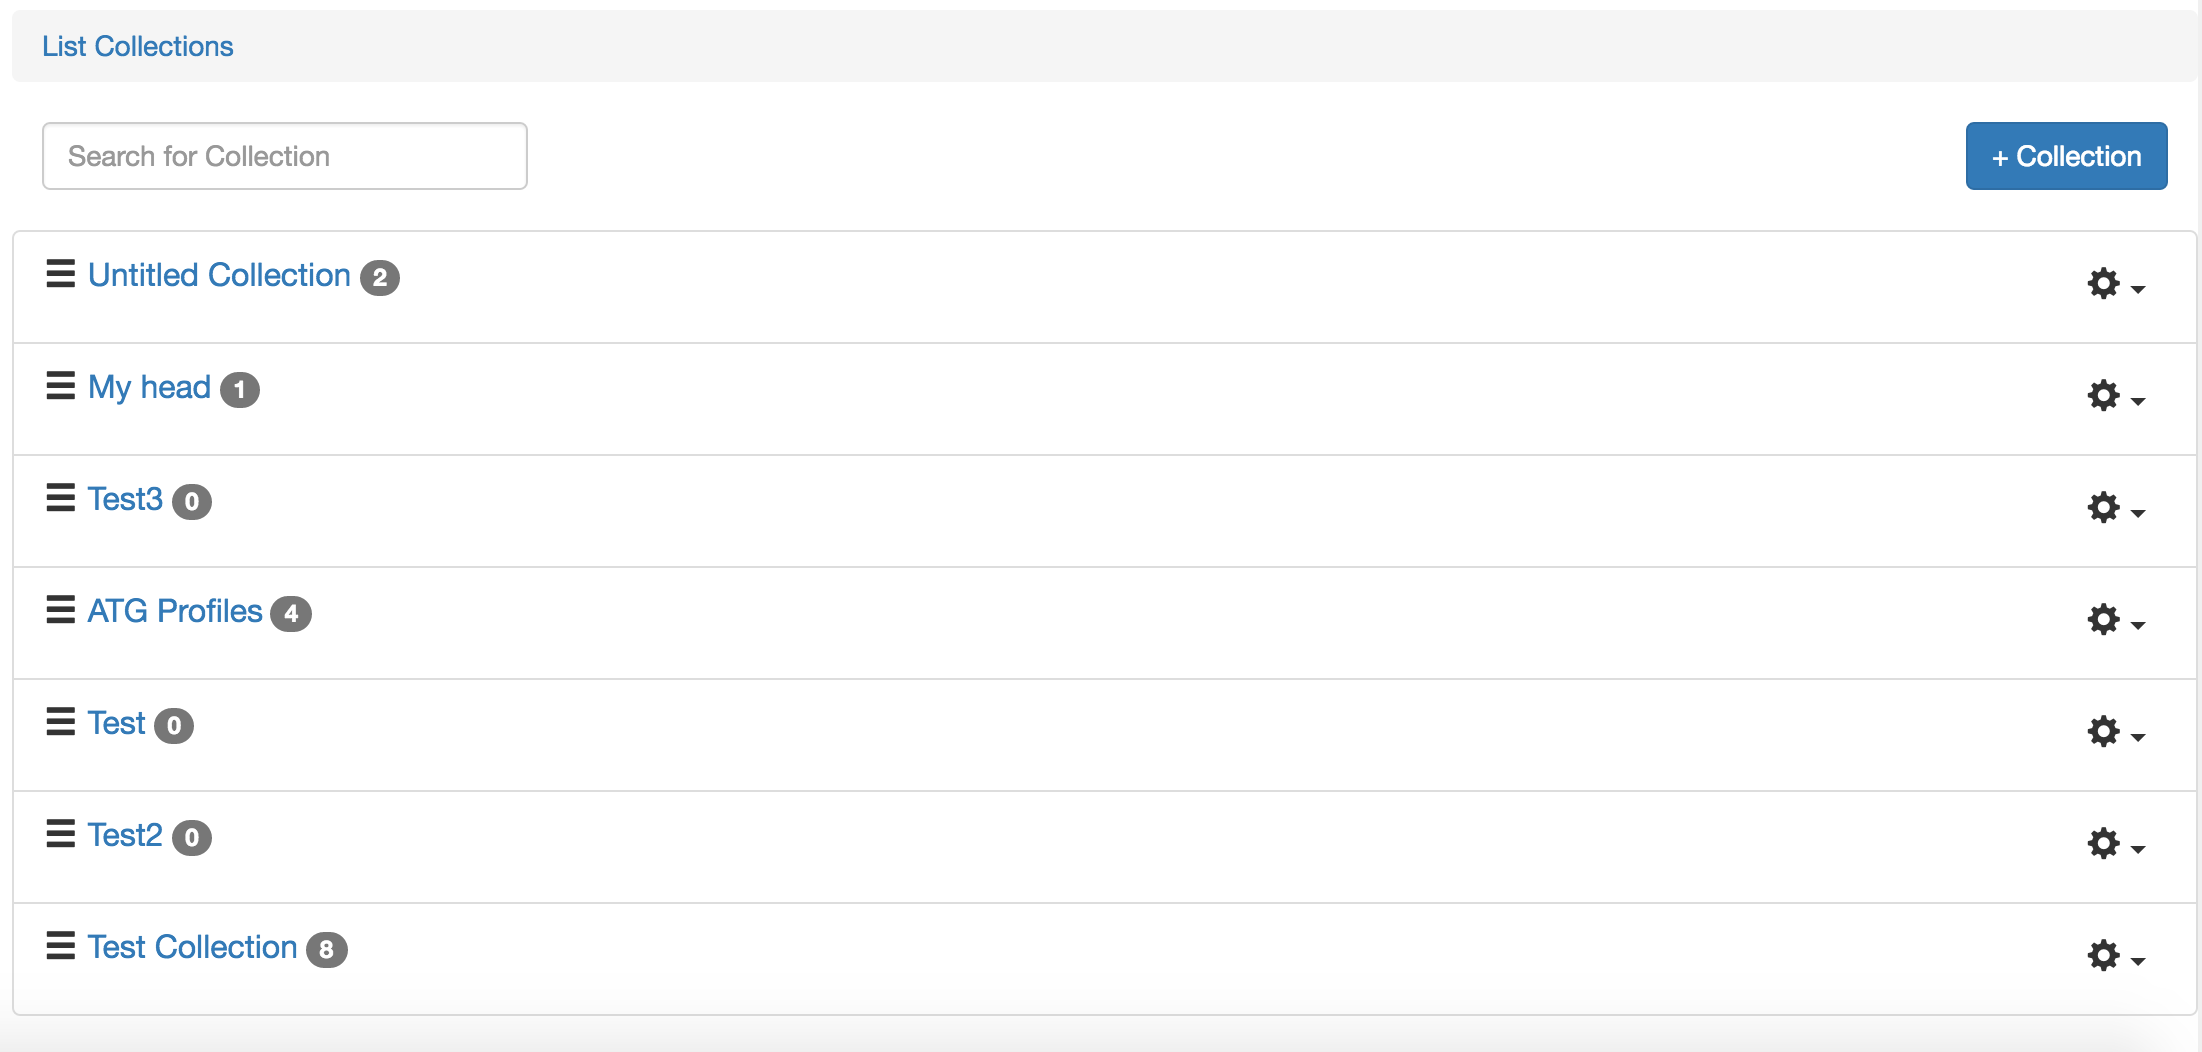 List Collections
Search for Collection
+ Collection
Untitled Collection 2
My head 1
Test3 0
ATG Profiles 4
Test 0
Test2 0
Test Collection 8